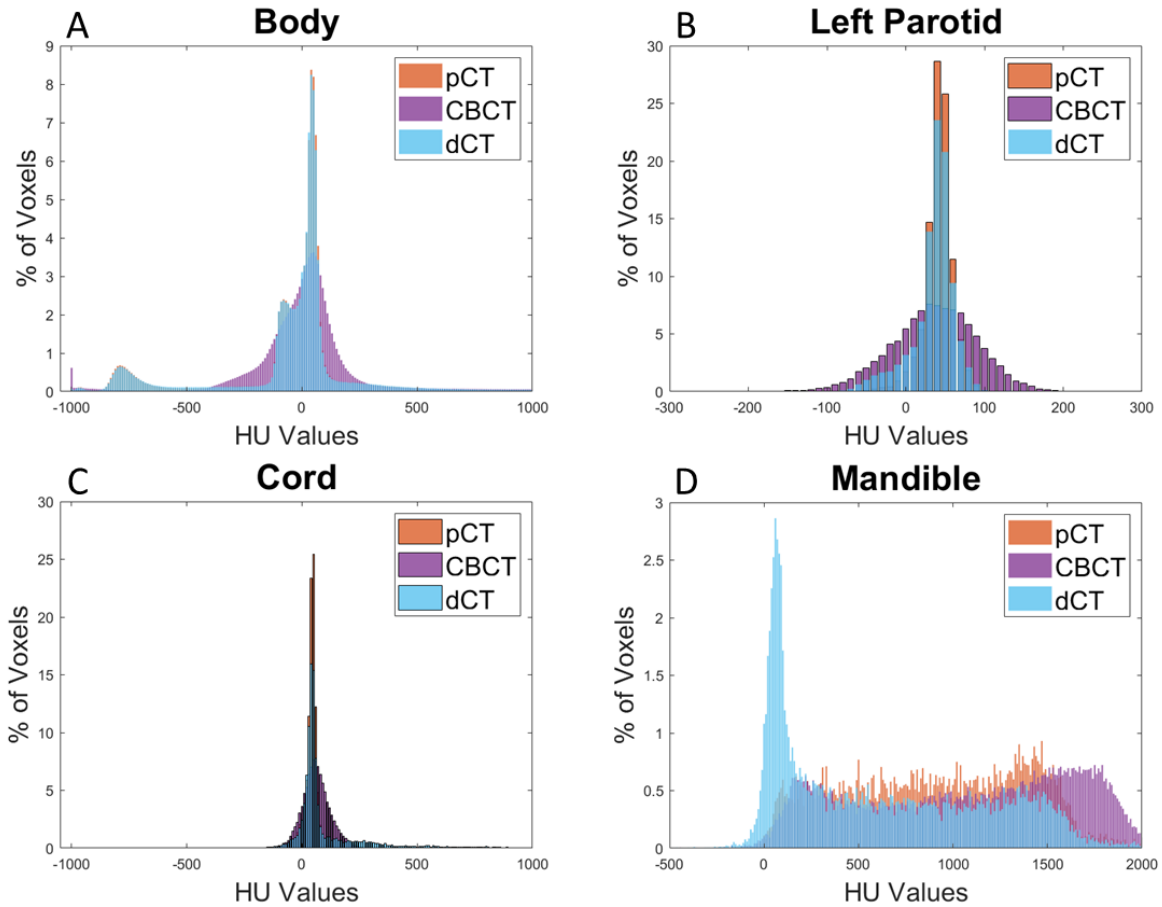 A
Body
9
8
7
6
5
4
3
2
1
0
% of Voxels
pCT
CBCT
dCT
-1000
-500
0
500
1000
HU Values
B
Left Parotid
30
25
20
15
10
5
0
% of Voxels
pCT
CBCT
dCT
-300
-200
-100
0
100
200
300
HU Values
C
Cord
30
25
20
15
10
5
0
% of Voxels
pCT
CBCT
dCT
-1000
-500
0
500
1000
HU Values
D
Mandible
3
2.5
2
1.5
1
0.5
0
% of Voxels
pCT
CBCT
dCT
-500
0
500
1000
1500
2000
HU Values